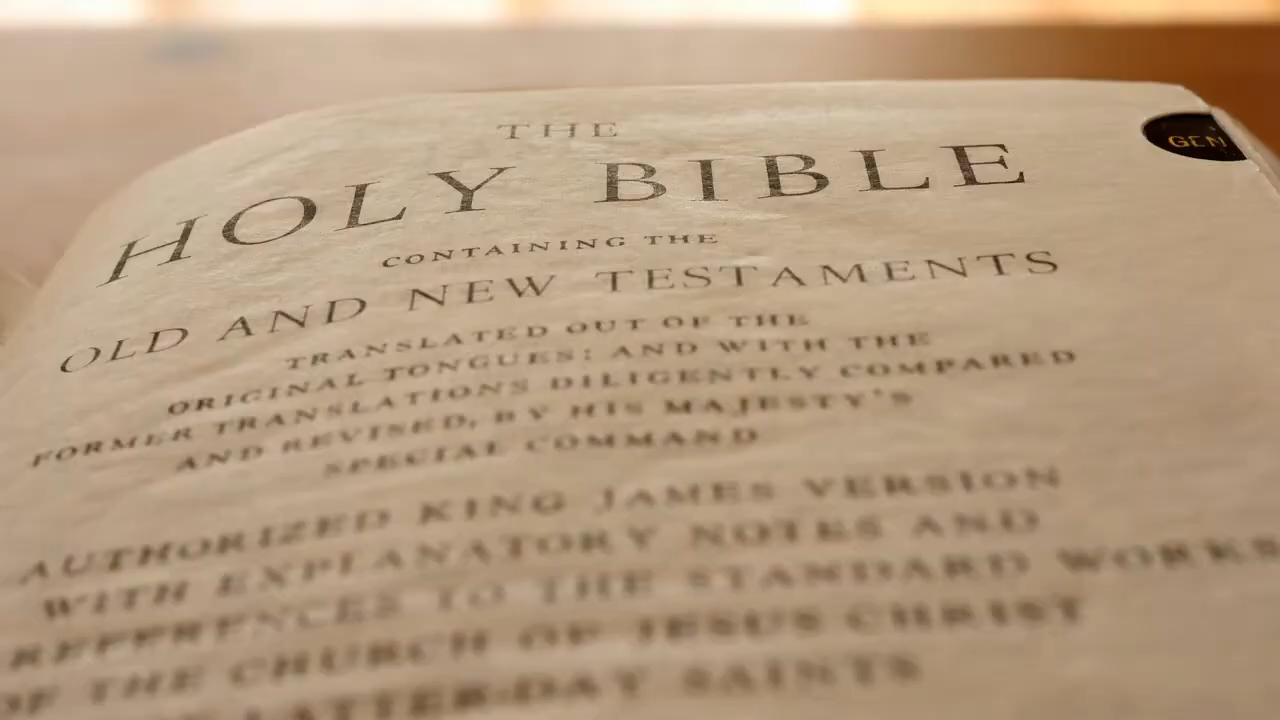 THE
HOLY BIBLE
CONTAINING THE
OLD AND NEW TESTAMENTS
TRANSLATED OUT OF THE
ORIGINAL TONGUES: AND WITH THE
FORMER TRANSLATIONS DILIGENTLY COMPARED
AND REVISED, BY HIS MAJESTY'S
SPECIAL COMMAND
AUTHORIZED KING JAMES VERSION
WITH EXPLANATORY NOTES AND
REFERENCES TO THE STANDARD WORKS
OF THE CHURCH OF JESUS CHRIST
LATTER-DAY SAINTS
GEN